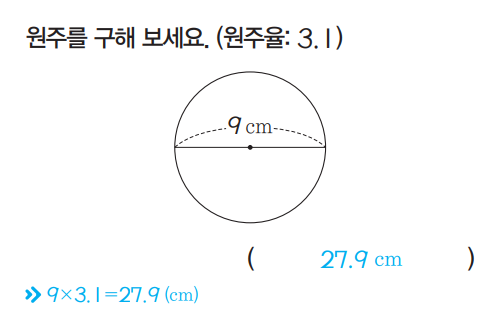 원주를 구해 보세요. (원주율: 3.1)
9 cm
( 27.9 cm )
9×3.1=27.9 (cm)